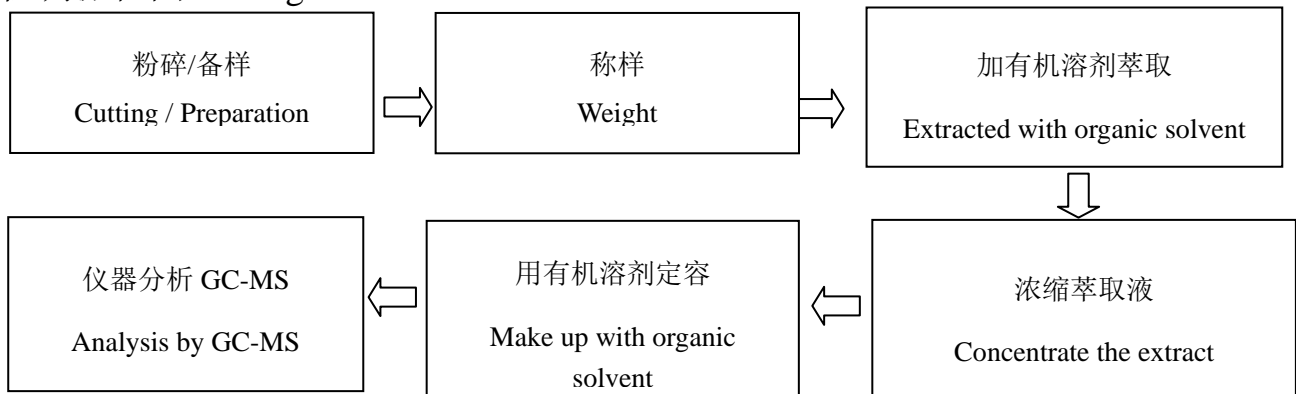 粉碎/备样
Cutting / Preparation
称样
Weight
加有机溶剂萃取
Extracted with organic solvent
浓缩萃取液
Concentrate the extract
用有机溶剂定容
Make up with organic
solvent
仪器分析 GC-MS
Analysis by GC-MS